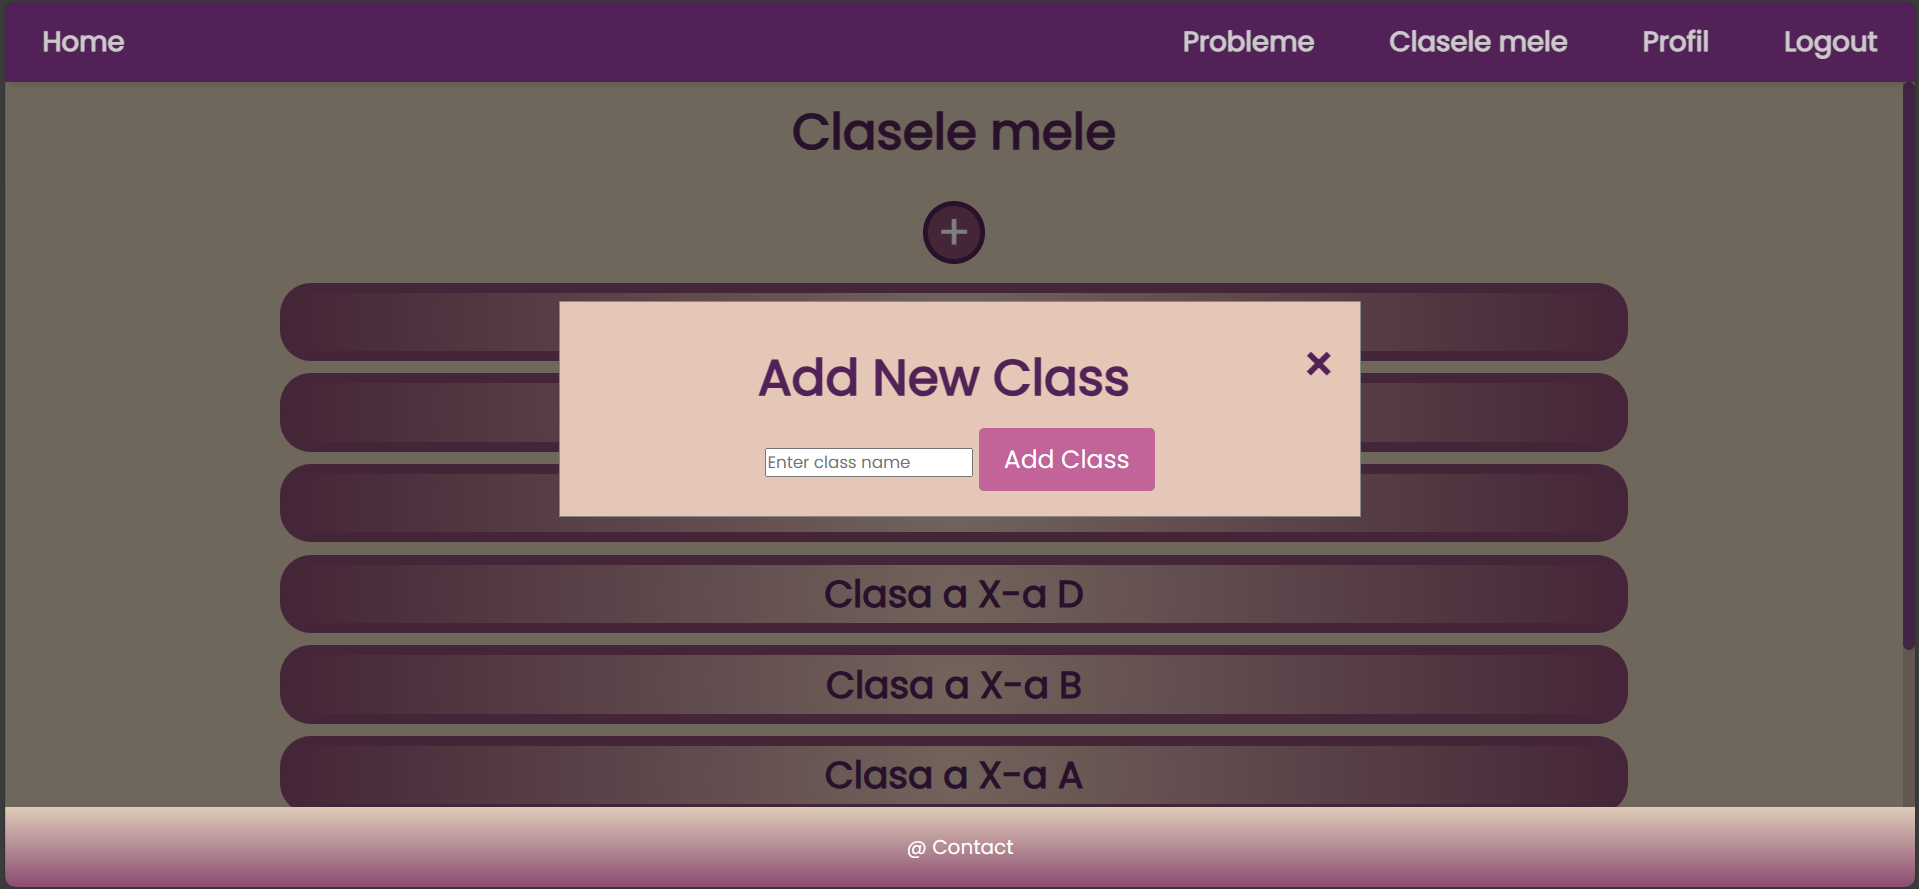 Home Probleme Clasele mele Profil Logout
Clasele mele
+
Add New Class ×
Enter class name Add Class
Clasa a X-a D
Clasa a X-a B
Clasa a X-a A
@ Contact